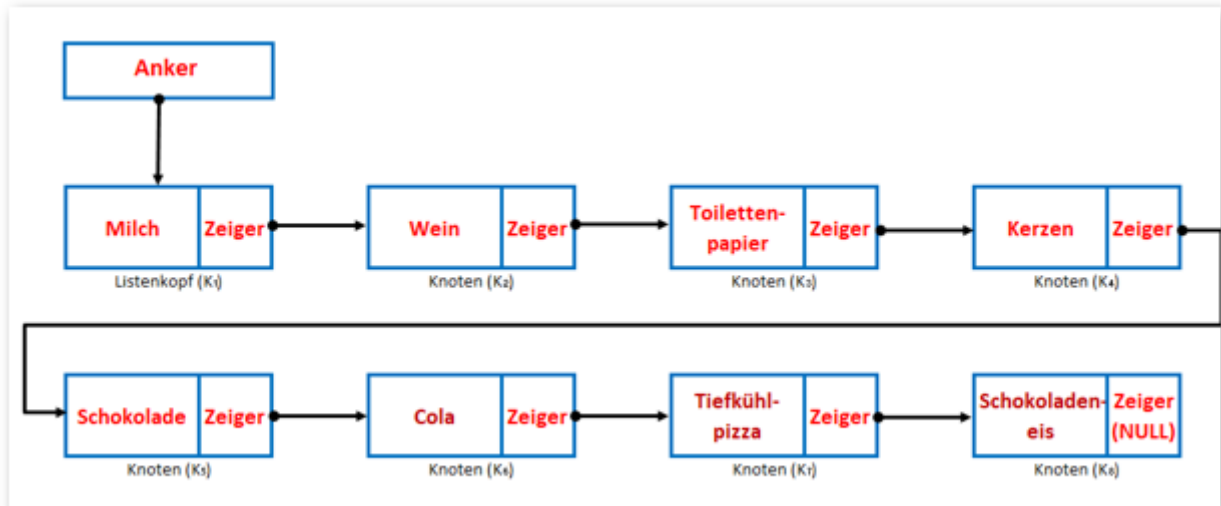 Anker
Milch Zeiger Wein Zeiger Toiletten- Zeiger Kerzen Zeiger
papier
Listenkopf (K₁) Knoten (K₂) Knoten (K₃) Knoten (K₄)
Schokolade Zeiger Cola Zeiger Tiefkühl- Zeiger Schokoladen- Zeiger
pizza eis (NULL)
Knoten (K₅) Knoten (K₆) Knoten (K₇) Knoten (K₈)